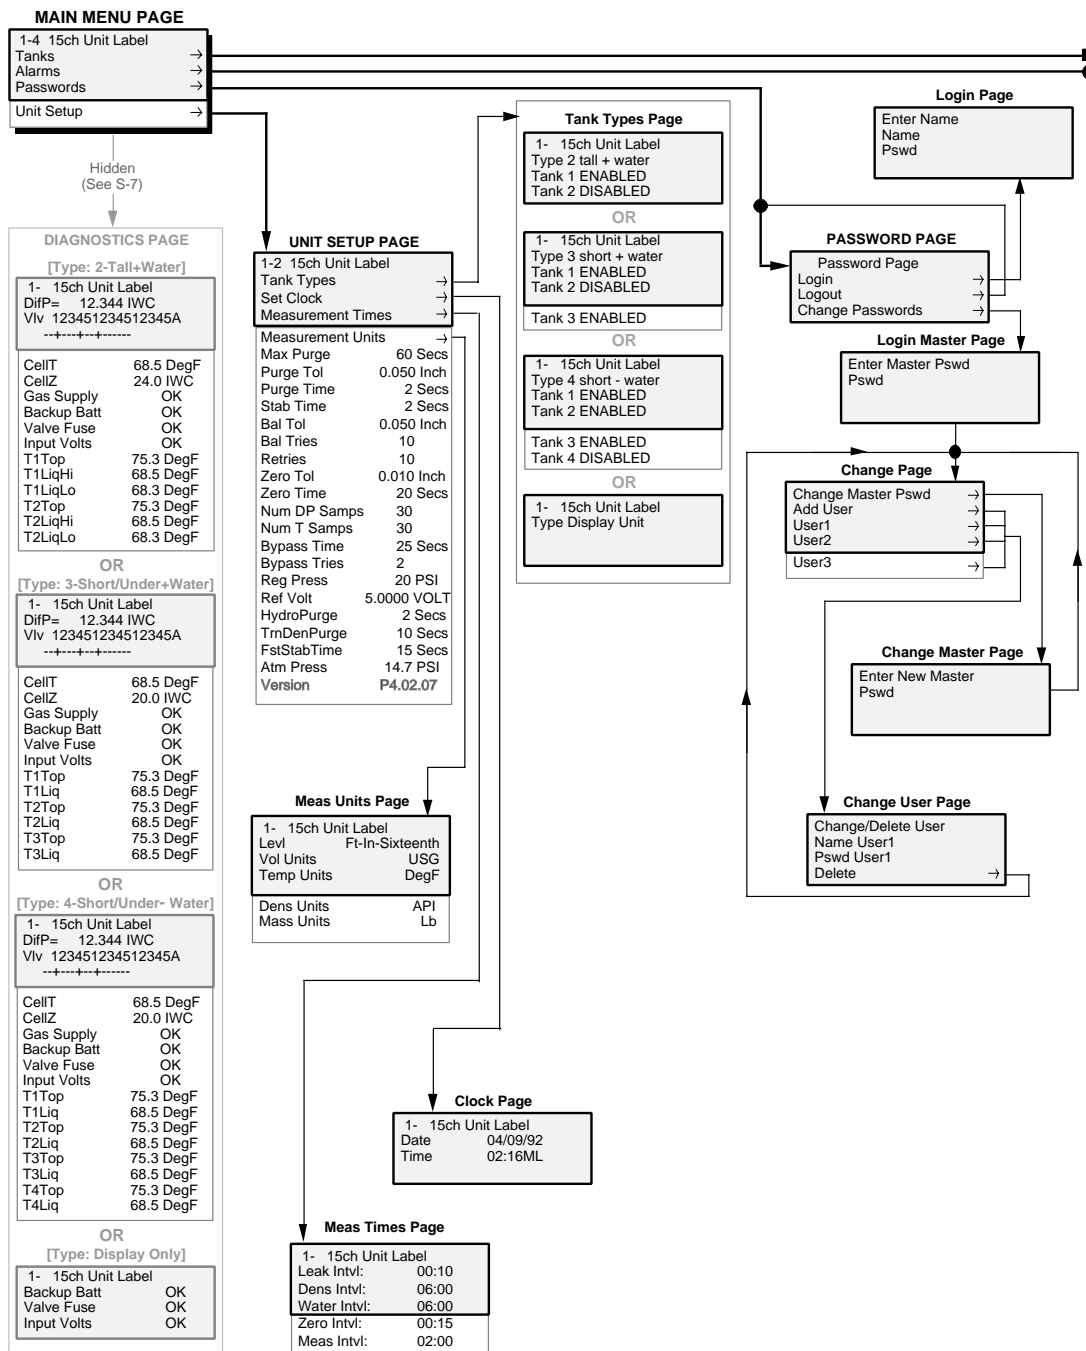 MAIN MENU PAGE
1-4 15ch Unit Label
Tanks →
Alarms →
Passwords →
Unit Setup →
Hidden
(See S-7)
DIAGNOSTICS PAGE
[Type: 2-Tall+Water]
1- 15ch Unit Label
DifP= 12.344 IWC
Vlv 123451234512345A
--+---+--+------
CellT 68.5 DegF
CellZ 24.0 IWC
Gas Supply OK
Backup Batt OK
Valve Fuse OK
Input Volts OK
T1Top 75.3 DegF
T1LiqHi 68.5 DegF
T1LiqLo 68.3 DegF
T2Top 75.3 DegF
T2LiqHi 68.5 DegF
T2LiqLo 68.3 DegF
OR
[Type: 3-Short/Under+Water]
1- 15ch Unit Label
DifP= 12.344 IWC
Vlv 123451234512345A
--+---+--+------
CellT 68.5 DegF
CellZ 20.0 IWC
Gas Supply OK
Backup Batt OK
Valve Fuse OK
Input Volts OK
T1Top 75.3 DegF
T1Liq 68.5 DegF
T2Top 75.3 DegF
T2Liq 68.5 DegF
T3Top 75.3 DegF
T3Liq 68.5 DegF
OR
[Type: 4-Short/Under- Water]
1- 15ch Unit Label
DifP= 12.344 IWC
Vlv 123451234512345A
--+---+--+------
CellT 68.5 DegF
CellZ 20.0 IWC
Gas Supply OK
Backup Batt OK
Valve Fuse OK
Input Volts OK
T1Top 75.3 DegF
T1Liq 68.5 DegF
T2Top 75.3 DegF
T2Liq 68.5 DegF
T3Top 75.3 DegF
T3Liq 68.5 DegF
T4Top 75.3 DegF
T4Liq 68.5 DegF
OR
[Type: Display Only]
1- 15ch Unit Label
Backup Batt OK
Valve Fuse OK
Input Volts OK
UNIT SETUP PAGE
1-2 15ch Unit Label
Tank Types →
Set Clock →
Measurement Times →
Measurement Units →
Max Purge 60 Secs
Purge Tol 0.050 Inch
Purge Time 2 Secs
Stab Time 2 Secs
Bal Tol 0.050 Inch
Bal Tries 10
Retries 10
Zero Tol 0.010 Inch
Zero Time 20 Secs
Num DP Samps 30
Num T Samps 30
Bypass Time 25 Secs
Bypass Tries 2
Reg Press 20 PSI
Ref Volt 5.0000 VOLT
HydroPurge 2 Secs
TrnDenPurge 10 Secs
FstStabTime 15 Secs
Atm Press 14.7 PSI
Version P4.02.07
Meas Units Page
1- 15ch Unit Label
Levl Ft-In-Sixteenth
Vol Units USG
Temp Units DegF
Dens Units API
Mass Units Lb
Clock Page
1- 15ch Unit Label
Date 04/09/92
Time 02:16ML
Meas Times Page
1- 15ch Unit Label
Leak Intvl: 00:10
Dens Intvl: 06:00
Water Intvl: 06:00
Zero Intvl: 00:15
Meas Intvl: 02:00
Tank Types Page
1- 15ch Unit Label
Type 2 tall + water
Tank 1 ENABLED
Tank 2 DISABLED
OR
1- 15ch Unit Label
Type 3 short + water
Tank 1 ENABLED
Tank 2 DISABLED
Tank 3 ENABLED
OR
1- 15ch Unit Label
Type 4 short - water
Tank 1 ENABLED
Tank 2 ENABLED
Tank 3 ENABLED
Tank 4 DISABLED
OR
1- 15ch Unit Label
Type Display Unit
Login Page
Enter Name
Name
Pswd
PASSWORD PAGE
Password Page
Login →
Logout →
Change Passwords →
Login Master Page
Enter Master Pswd
Pswd
Change Page
Change Master Pswd →
Add User →
User1 →
User2 →
User3 →
Change Master Page
Enter New Master
Pswd
Change User Page
Change/Delete User
Name User1
Pswd User1
Delete →